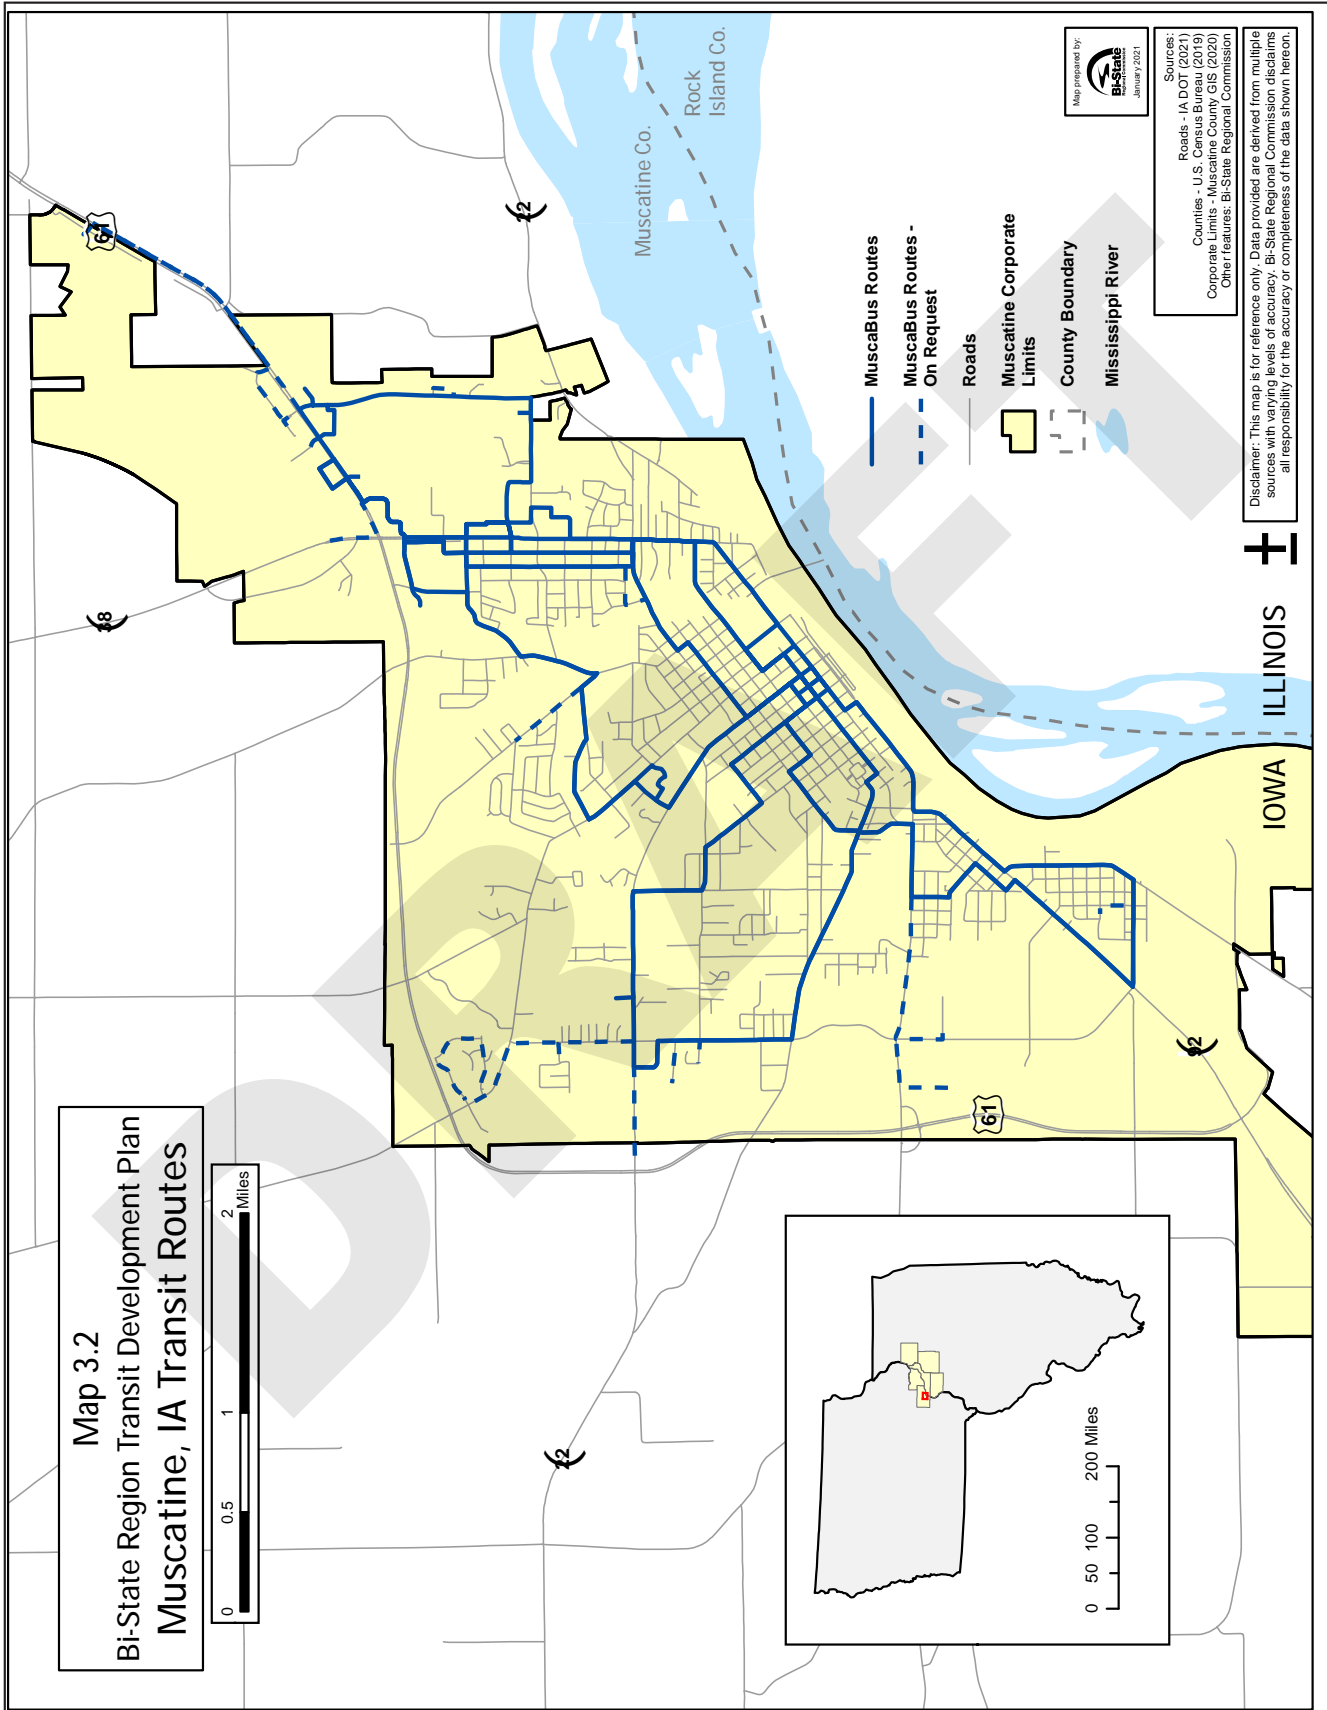 Map 3.2
Bi-State Region Transit Development Plan
Muscatine, IA Transit Routes
0 0.5 1 2
Miles
61
38
22
22
61
92
Muscatine Co.
Rock
Island Co.
IOWA
ILLINOIS
DRAFT
MuscaBus Routes
MuscaBus Routes -
On Request
Roads
Muscatine Corporate
Limits
County Boundary
Mississippi River
0 50 100 200 Miles
Map prepared by:
Bi-State
Regional Commission
January 2021
Sources:
Roads - IA DOT (2021)
Counties - U.S. Census Bureau (2019)
Corporate Limits - Muscatine County GIS (2020)
Other features: Bi-State Regional Commission
Disclaimer: This map is for reference only. Data provided are derived from multiple
sources with varying levels of accuracy. Bi-State Regional Commission disclaims
all responsibility for the accuracy or completeness of the data shown hereon.